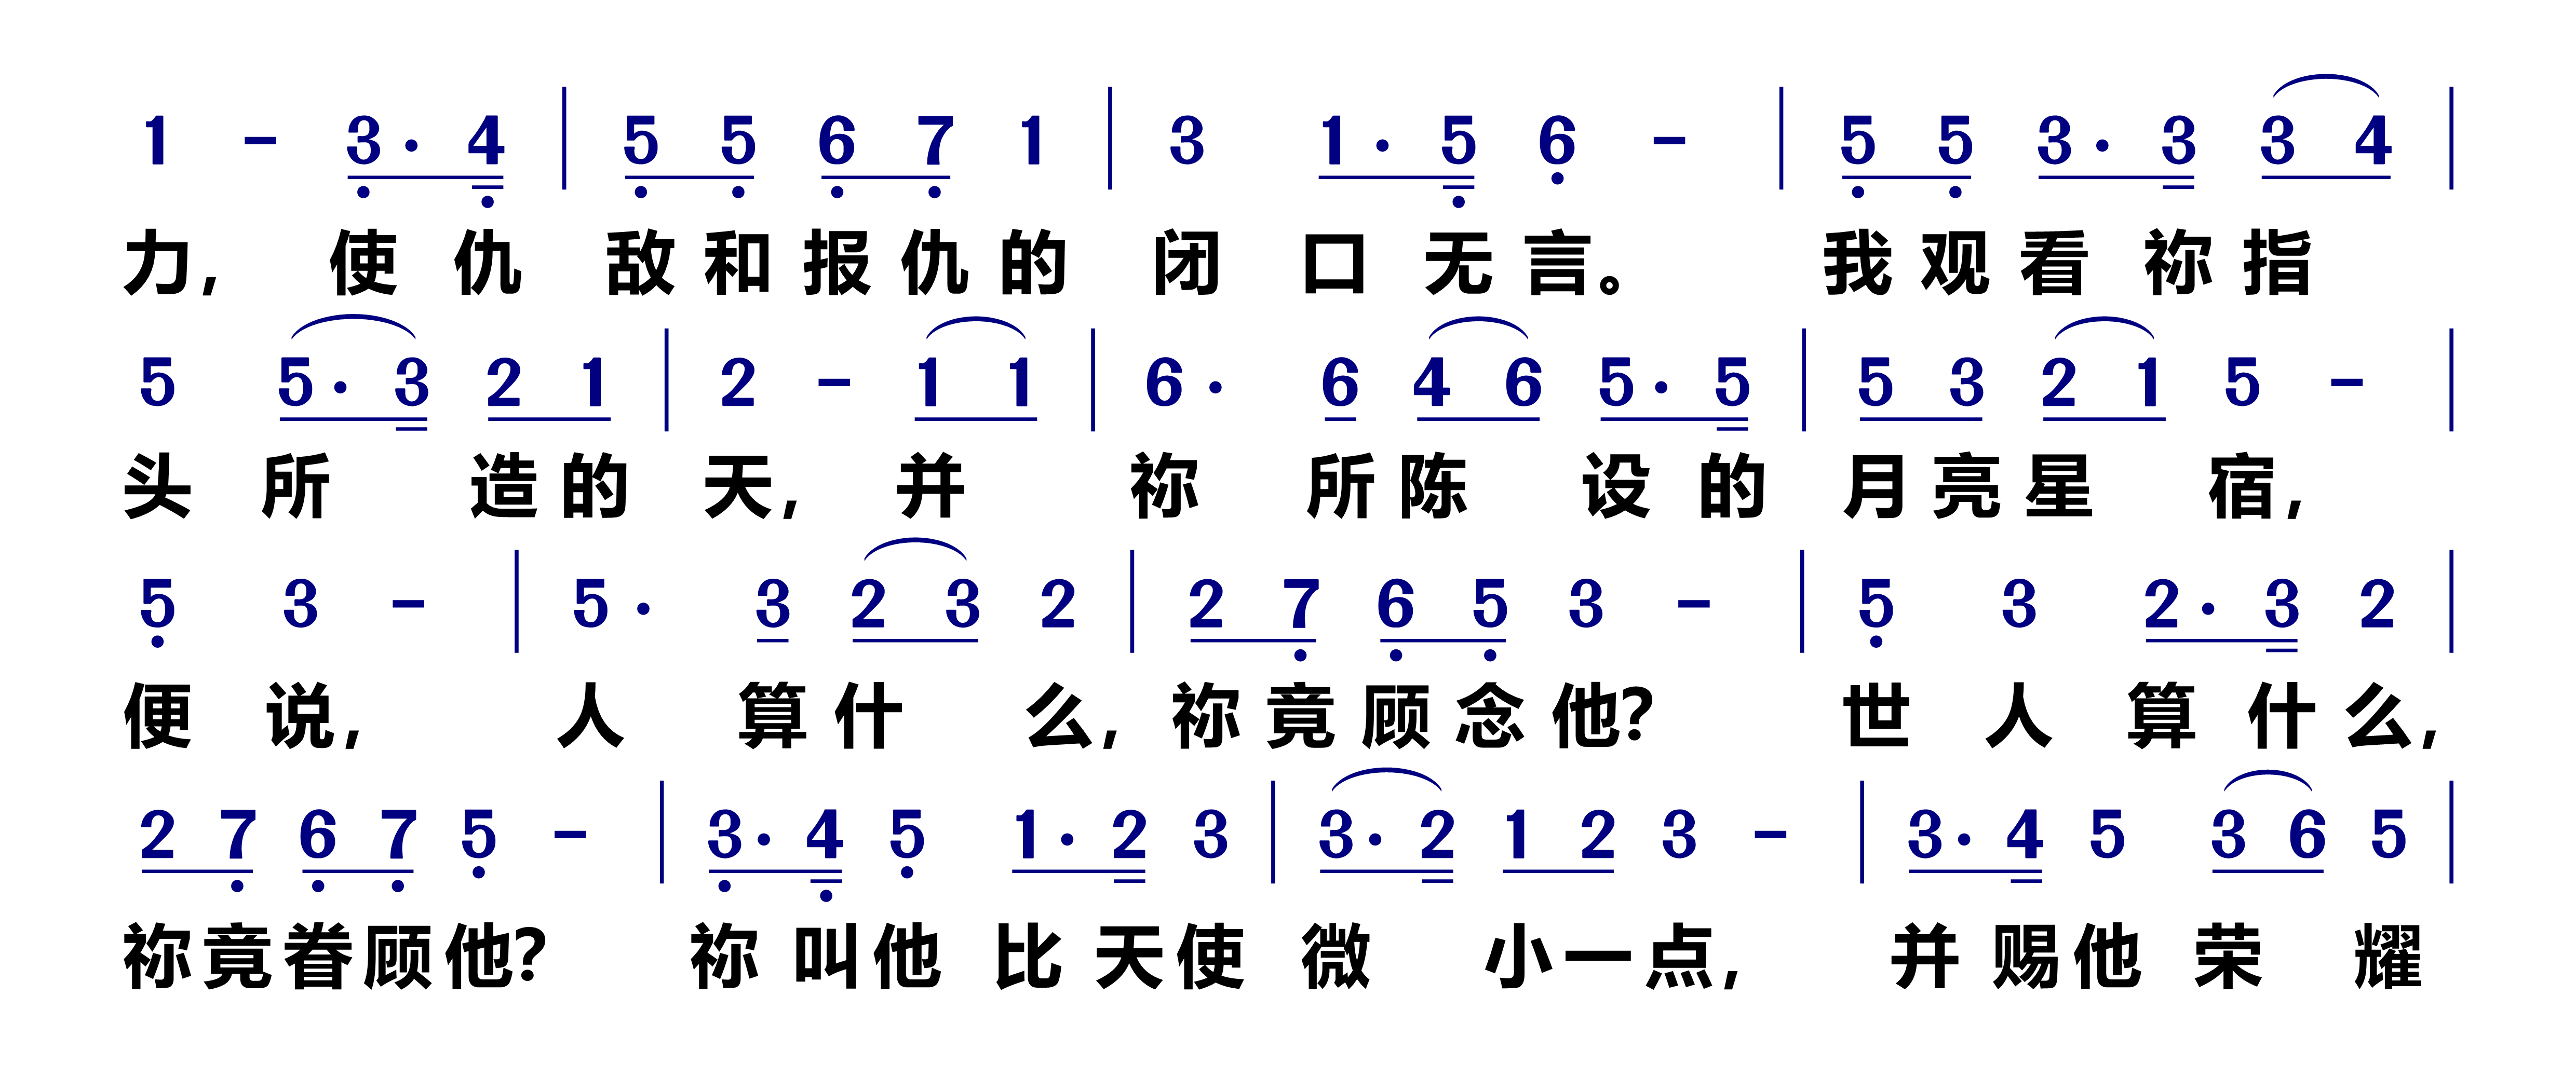 1 - 3· 4 | 5 5 6 7 1 | 3 1· 5 6 - | 5 5 3· 3 3 4 |
力, 使仇 敌和报仇的 闭口无言。 我观看祢指
5 5· 3 2 1 | 2 - 1 1 | 6· 6 4 6 5· 5 | 5 3 2 1 5 - |
头所造的 天, 并 祢所陈设的 月亮星宿,
5 3 - | 5· 3 2 3 2 | 2 7 6 5 3 - | 5 3 2· 3 2 |
便说, 人算什么, 祢竟顾念他? 世人算什么,
2 7 6 7 5 - | 3· 4 5 1· 2 3 | 3· 2 1 2 3 - | 3· 4 5 3 6 5 |
祢竟眷顾他? 祢叫他比天使 微小一点, 并赐他荣耀